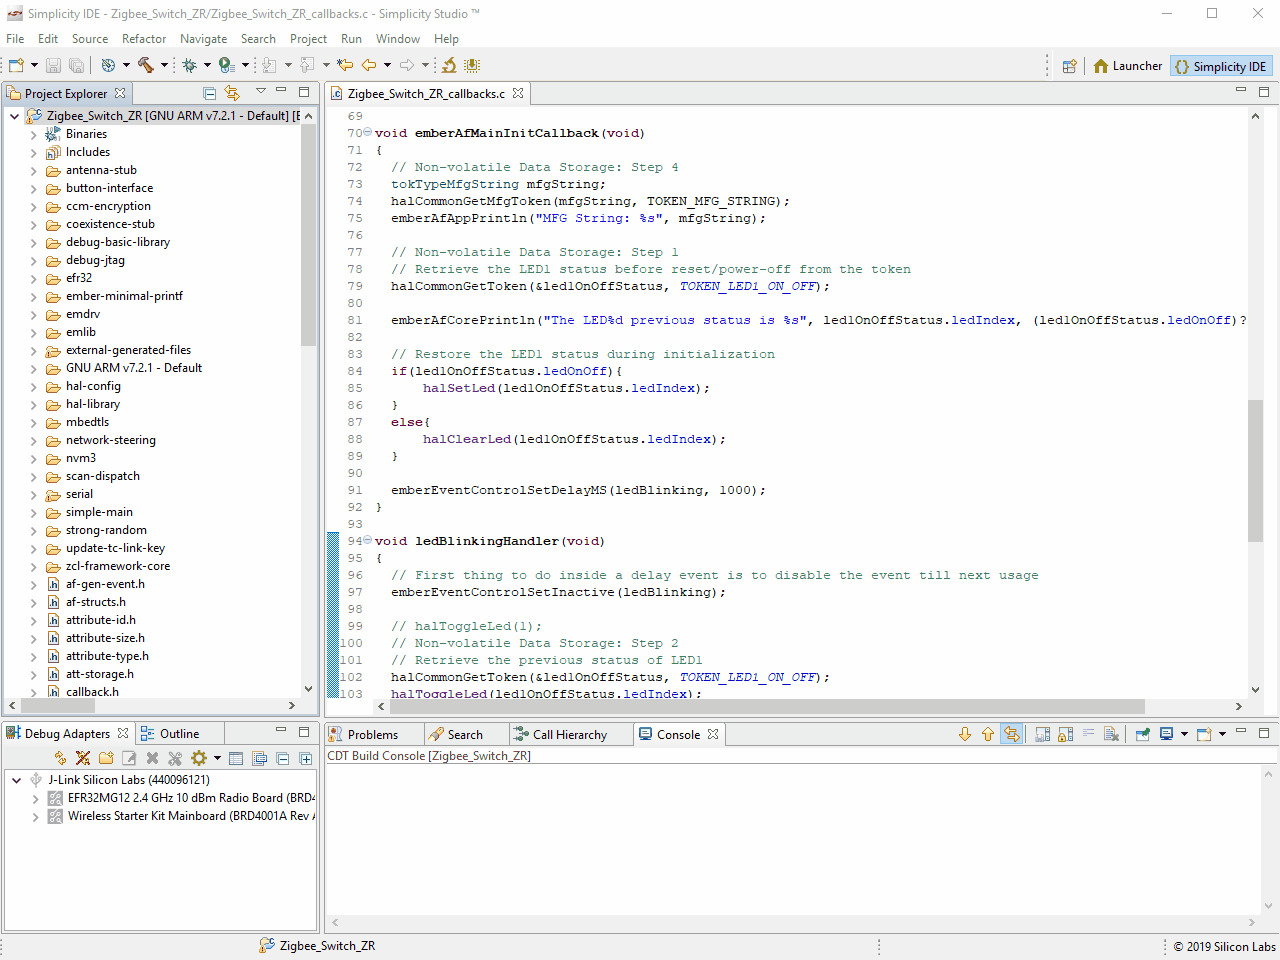 Simplicity IDE - Zigbee_Switch_ZR/Zigbee_Switch_ZR_callbacks.c - Simplicity Studio ™
File Edit Source Refactor Navigate Search Project Run Window Help
Launcher Simplicity IDE
Project Explorer
Zigbee_Switch_ZR [GNU ARM v7.2.1 - Default] [E
Binaries
Includes
antenna-stub
button-interface
ccm-encryption
coexistence-stub
debug-basic-library
debug-jtag
efr32
ember-minimal-printf
emdrv
emlib
external-generated-files
GNU ARM v7.2.1 - Default
hal-config
hal-library
mbedtls
network-steering
nvm3
scan-dispatch
serial
simple-main
strong-random
update-tc-link-key
zcl-framework-core
af-gen-event.h
af-structs.h
attribute-id.h
attribute-size.h
attribute-type.h
att-storage.h
callback.h
Zigbee_Switch_ZR_callbacks.c
69
70 void emberAfMainInitCallback(void)
71 {
72 // Non-volatile Data Storage: Step 4
73 tokTypeMfgString mfgString;
74 halCommonGetMfgToken(mfgString, TOKEN_MFG_STRING);
75 emberAfAppPrintln("MFG String: %s", mfgString);
76
77 // Non-volatile Data Storage: Step 1
78 // Retrieve the LED1 status before reset/power-off from the token
79 halCommonGetToken(&led1OnOffStatus, TOKEN_LED1_ON_OFF);
80
81 emberAfCorePrintln("The LED%d previous status is %s", led1OnOffStatus.ledIndex, (led1OnOffStatus.ledOnOff)?
82
83 // Restore the LED1 status during initialization
84 if(led1OnOffStatus.ledOnOff){
85 halSetLed(led1OnOffStatus.ledIndex);
86 }
87 else{
88 halClearLed(led1OnOffStatus.ledIndex);
89 }
90
91 emberEventControlSetDelayMS(ledBlinking, 1000);
92 }
93
94 void ledBlinkingHandler(void)
95 {
96 // First thing to do inside a delay event is to disable the event till next usage
97 emberEventControlSetInactive(ledBlinking);
98
99 // halToggleLed(1);
100 // Non-volatile Data Storage: Step 2
101 // Retrieve the previous status of LED1
102 halCommonGetToken(&led1OnOffStatus, TOKEN_LED1_ON_OFF);
103 halToggleLed(led1OnOffStatus.ledIndex);
Debug Adapters Outline
J-Link Silicon Labs (440096121)
EFR32MG12 2.4 GHz 10 dBm Radio Board (BRD4
Wireless Starter Kit Mainboard (BRD4001A Rev A
Problems Search Call Hierarchy Console
CDT Build Console [Zigbee_Switch_ZR]
Zigbee_Switch_ZR
© 2019 Silicon Labs